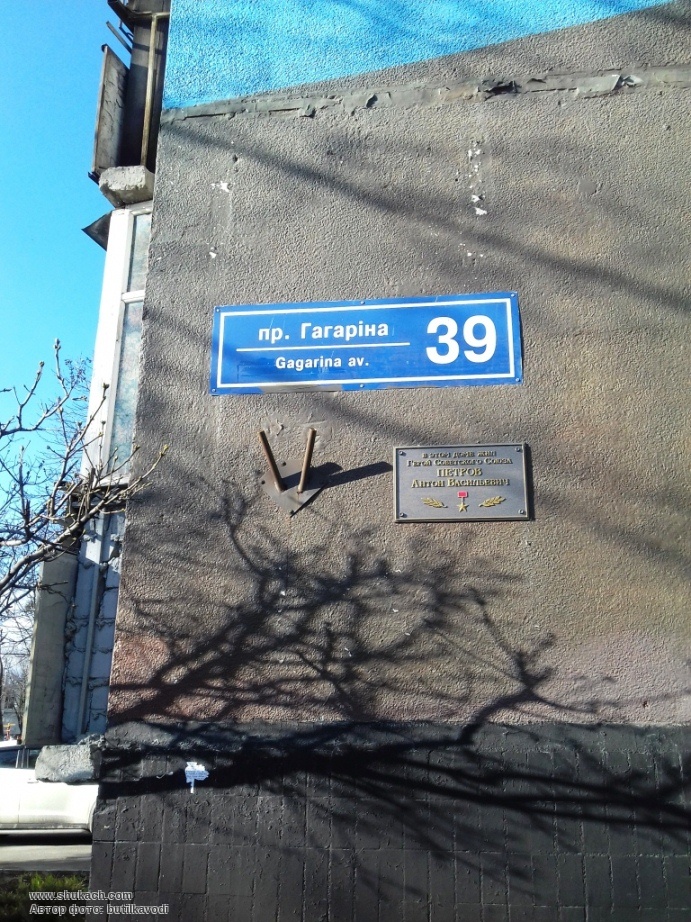 пр. Гагаріна
Gagarina av.
39
В ЭТОМ ДОМЕ ЖИЛ
ГЕРОЙ СОВЕТСКОГО СОЮЗА
ПЕТРОВ
АНТОН ВАСИЛЬЕВИЧ
www.shukach.com
Автор фото: butilkavodi